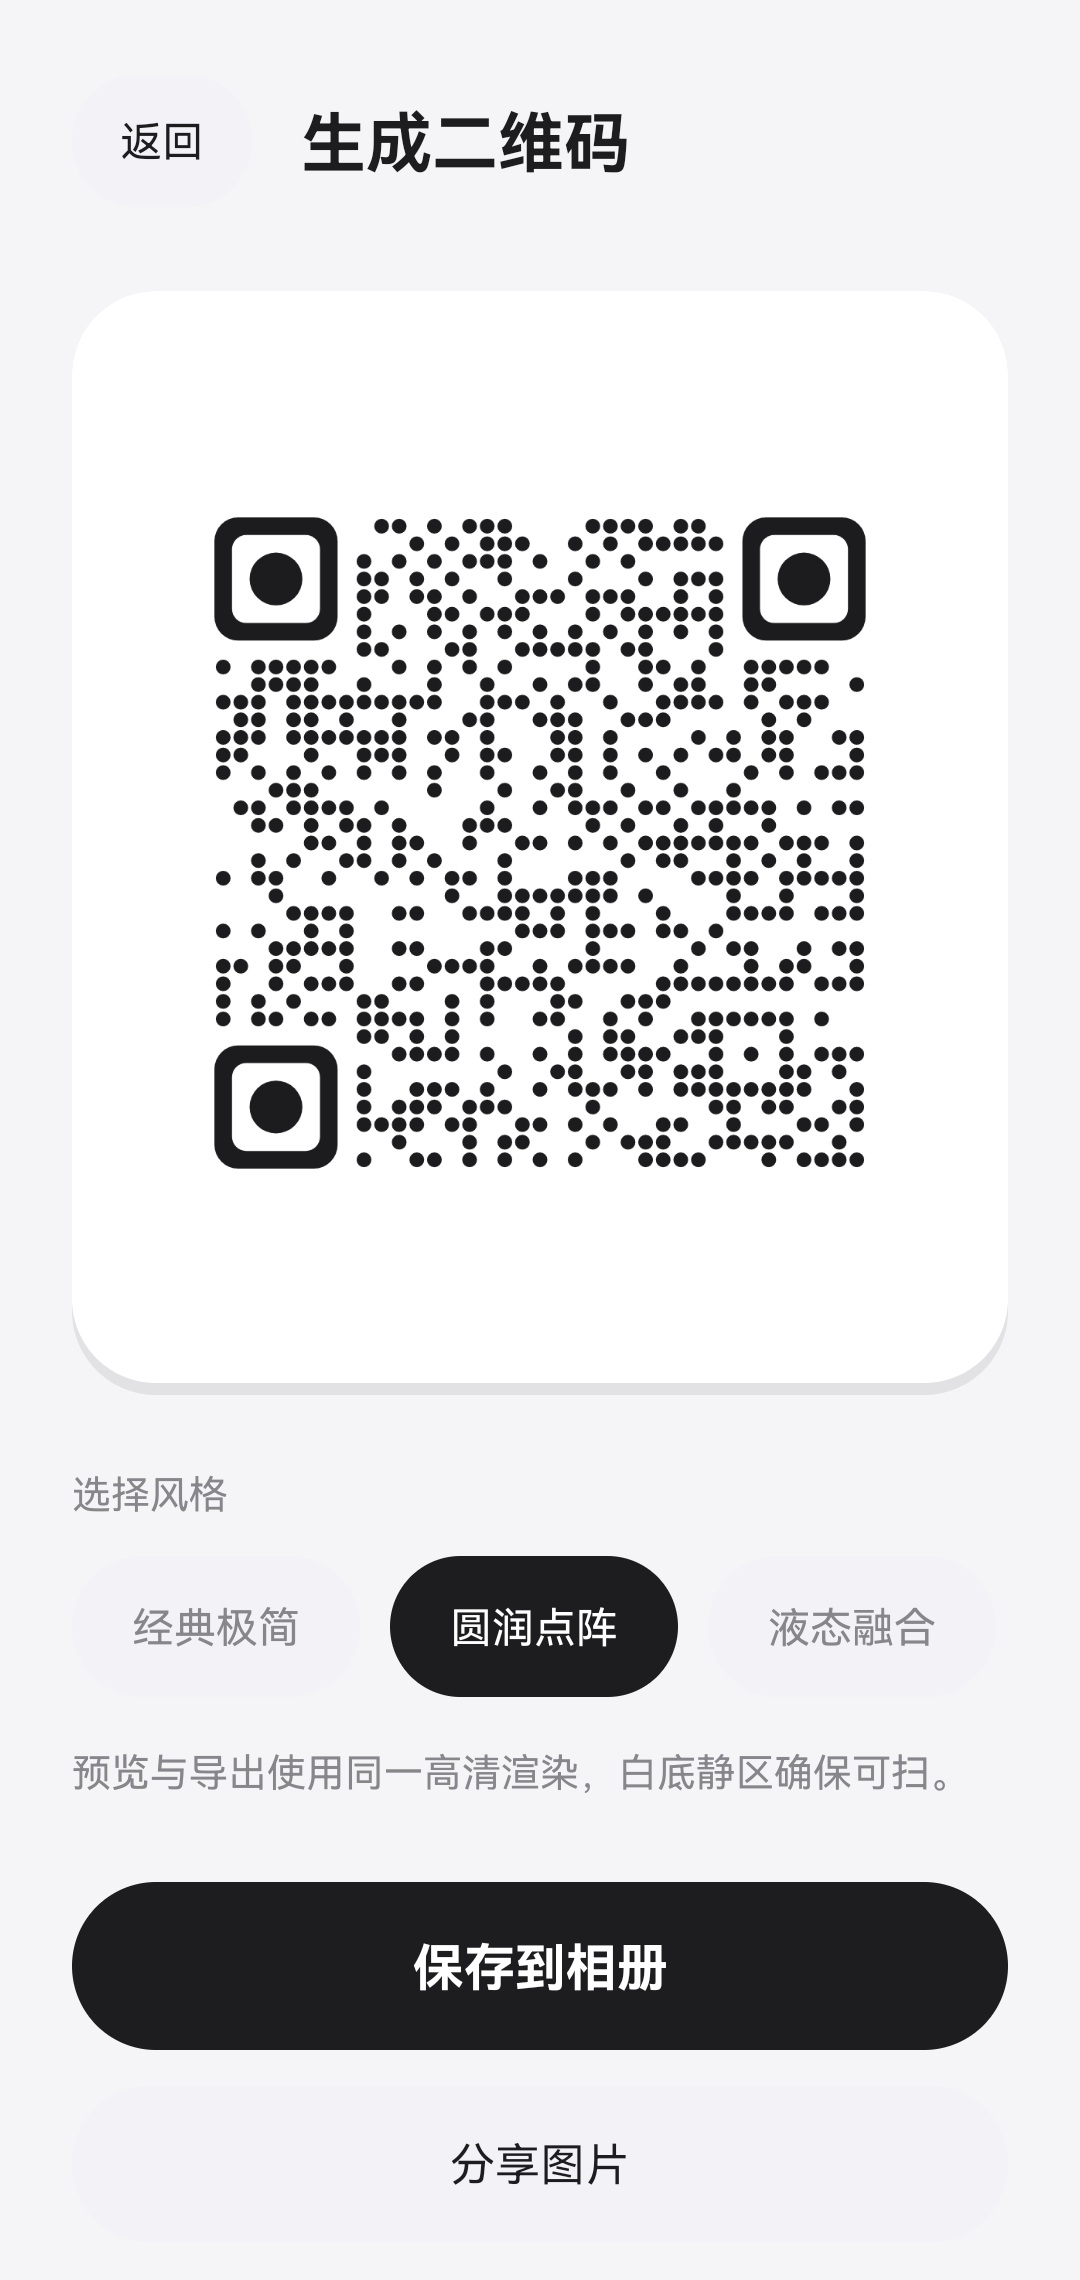 返回
生成二维码
选择风格
经典极简
圆润点阵
液态融合
预览与导出使用同一高清渲染，白底静区确保可扫。
保存到相册
分享图片